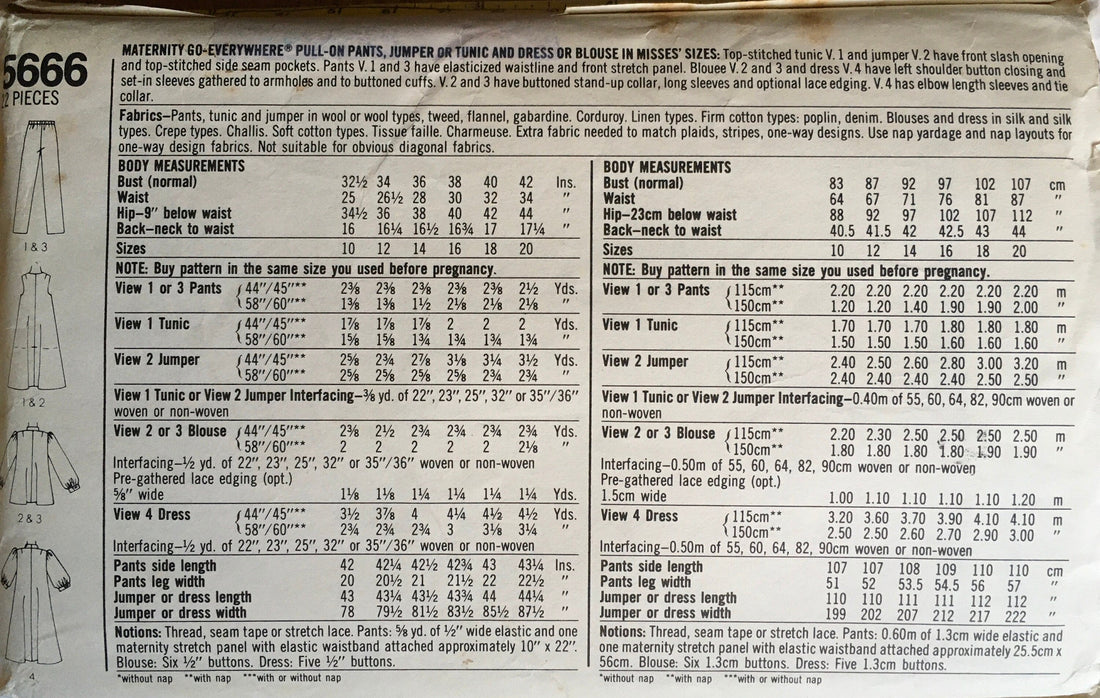 5666
PIECES
1 & 3
1 & 2
2 & 3
4
MATERNITY GO-EVERYWHERE® PULL-ON PANTS, JUMPER OR TUNIC AND DRESS OR BLOUSE IN MISSES' SIZES: Top-stitched tunic V. 1 and jumper V. 2 have front slash opening
and top-stitched side seam pockets. Pants V. 1 and 3 have elasticized waistline and front stretch panel. Blouee V. 2 and 3 and dress V. 4 have left shoulder button closing and
set-in sleeves gathered to armholes and to buttoned cuffs. V. 2 and 3 have buttoned stand-up collar, long sleeves and optional lace edging. V. 4 has elbow length sleeves and tie
collar.
Fabrics—Pants, tunic and jumper in wool or wool types, tweed, flannel, gabardine. Corduroy. Linen types. Firm cotton types: poplin, denim. Blouses and dress in silk and silk
types. Crepe types. Challis. Soft cotton types. Tissue faille. Charmeuse. Extra fabric needed to match plaids, stripes, one-way designs. Use nap yardage and nap layouts for
one-way design fabrics. Not suitable for obvious diagonal fabrics.
BODY MEASUREMENTS
Bust (normal) 32½ 34 36 38 40 42 Ins.
Waist 25 26½ 28 30 32 34 "
Hip-9" below waist 34½ 36 38 40 42 44 "
Back-neck to waist 16 16¼ 16½ 16¾ 17 17¼ "
Sizes 10 12 14 16 18 20
NOTE: Buy pattern in the same size you used before pregnancy.
View 1 or 3 Pants 44"/45"** 2⅜ 2⅜ 2⅜ 2⅜ 2⅜ 2½ Yds.
58"/60"** 1⅜ 1⅜ 1½ 2⅛ 2⅛ 2⅛ "
View 1 Tunic 44"/45"** 1⅞ 1⅞ 1⅞ 2 2 2 Yds.
58"/60"** 1⅝ 1⅝ 1¾ 1¾ 1¾ 1¾ "
View 2 Jumper 44"/45"** 2⅝ 2¾ 2⅞ 3⅛ 3¼ 3½ Yds.
58"/60"** 2⅝ 2⅝ 2⅝ 2⅝ 2¾ 2¾ "
View 1 Tunic or View 2 Jumper Interfacing—⅜ yd. of 22", 23", 25", 32" or 35"/36"
woven or non-woven
View 2 or 3 Blouse 44"/45"** 2⅜ 2½ 2¾ 2¾ 2¾ 2¾ Yds.
58"/60"** 2 2 2 2 2 2⅛ "
Interfacing—½ yd. of 22", 23", 25", 32" or 35"/36" woven or non-woven
Pre-gathered lace edging (opt.)
⅝" wide 1⅛ 1⅛ 1¼ 1¼ 1¼ 1¼ Yds.
View 4 Dress 44"/45"** 3½ 3⅞ 4 4¼ 4½ 4½ Yds.
58"/60"** 2¾ 2¾ 2¾ 3 3⅛ 3¼ "
Interfacing—½ yd. of 22", 23", 25", 32" or 35"/36" woven or non-woven
Pants side length 42 42¼ 42½ 42¾ 43 43¼ Ins.
Pants leg width 20 20½ 21 21½ 22 22½ "
Jumper or dress length 43 43¼ 43½ 43¾ 44 44¼ "
Jumper or dress width 78 79½ 81½ 83½ 85½ 87½ "
Notions: Thread, seam tape or stretch lace. Pants: ⅝ yd. of ½" wide elastic and one
maternity stretch panel with elastic waistband attached approximately 10" x 22".
Blouse: Six ½" buttons. Dress: Five ½" buttons.
*without nap **with nap ***with or without nap
BODY MEASUREMENTS
Bust (normal) 83 87 92 97 102 107 cm
Waist 64 67 71 76 81 87 "
Hip-23cm below waist 88 92 97 102 107 112 "
Back-neck to waist 40.5 41.5 42 42.5 43 44 "
Sizes 10 12 14 16 18 20
NOTE: Buy pattern in the same size you used before pregnancy.
View 1 or 3 Pants 115cm** 2.20 2.20 2.20 2.20 2.20 2.20 m
150cm** 1.20 1.20 1.40 1.90 1.90 2.00 "
View 1 Tunic 115cm** 1.70 1.70 1.70 1.80 1.80 1.80 m
150cm** 1.50 1.50 1.50 1.60 1.60 1.60 "
View 2 Jumper 115cm** 2.40 2.50 2.60 2.80 3.00 3.20 m
150cm** 2.40 2.40 2.40 2.40 2.50 2.50 "
View 1 Tunic or View 2 Jumper Interfacing—0.40m of 55, 60, 64, 82, 90cm woven or
non-woven
View 2 or 3 Blouse 115cm** 2.20 2.30 2.50 2.50 2.50 2.50 m
150cm** 1.80 1.80 1.80 1.80 1.90 1.90 "
Interfacing—0.50m of 55, 60, 64, 82, 90cm woven or non-woven
Pre-gathered lace edging (opt.)
1.5cm wide 1.00 1.10 1.10 1.10 1.10 1.20 m
View 4 Dress 115cm** 3.20 3.60 3.70 3.90 4.10 4.10 m
150cm** 2.50 2.50 2.60 2.70 2.90 3.00 "
Interfacing—0.50m of 55, 60, 64, 82, 90cm woven or non-woven
Pants side length 107 107 108 109 110 110 cm
Pants leg width 51 52 53.5 54.5 56 57 "
Jumper or dress length 110 110 111 111 112 112 "
Jumper or dress width 199 202 207 212 217 222 "
Notions: Thread, seam tape or stretch lace. Pants: 0.60m of 1.3cm wide elastic and
one maternity stretch panel with elastic waistband attached approximately 25.5cm x
56cm. Blouse: Six 1.3cm buttons. Dress: Five 1.3cm buttons.
*without nap **with nap ***with or without nap